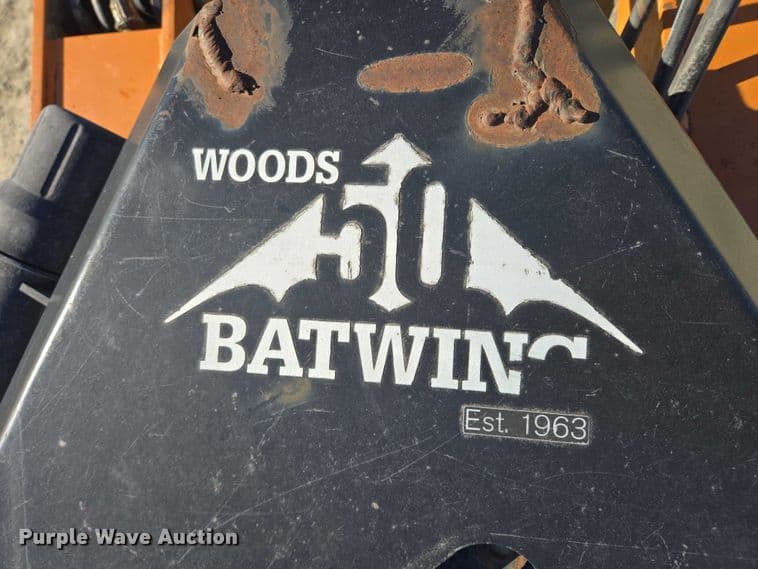 WOODS
50
BATWING
Est. 1963
Purple Wave Auction